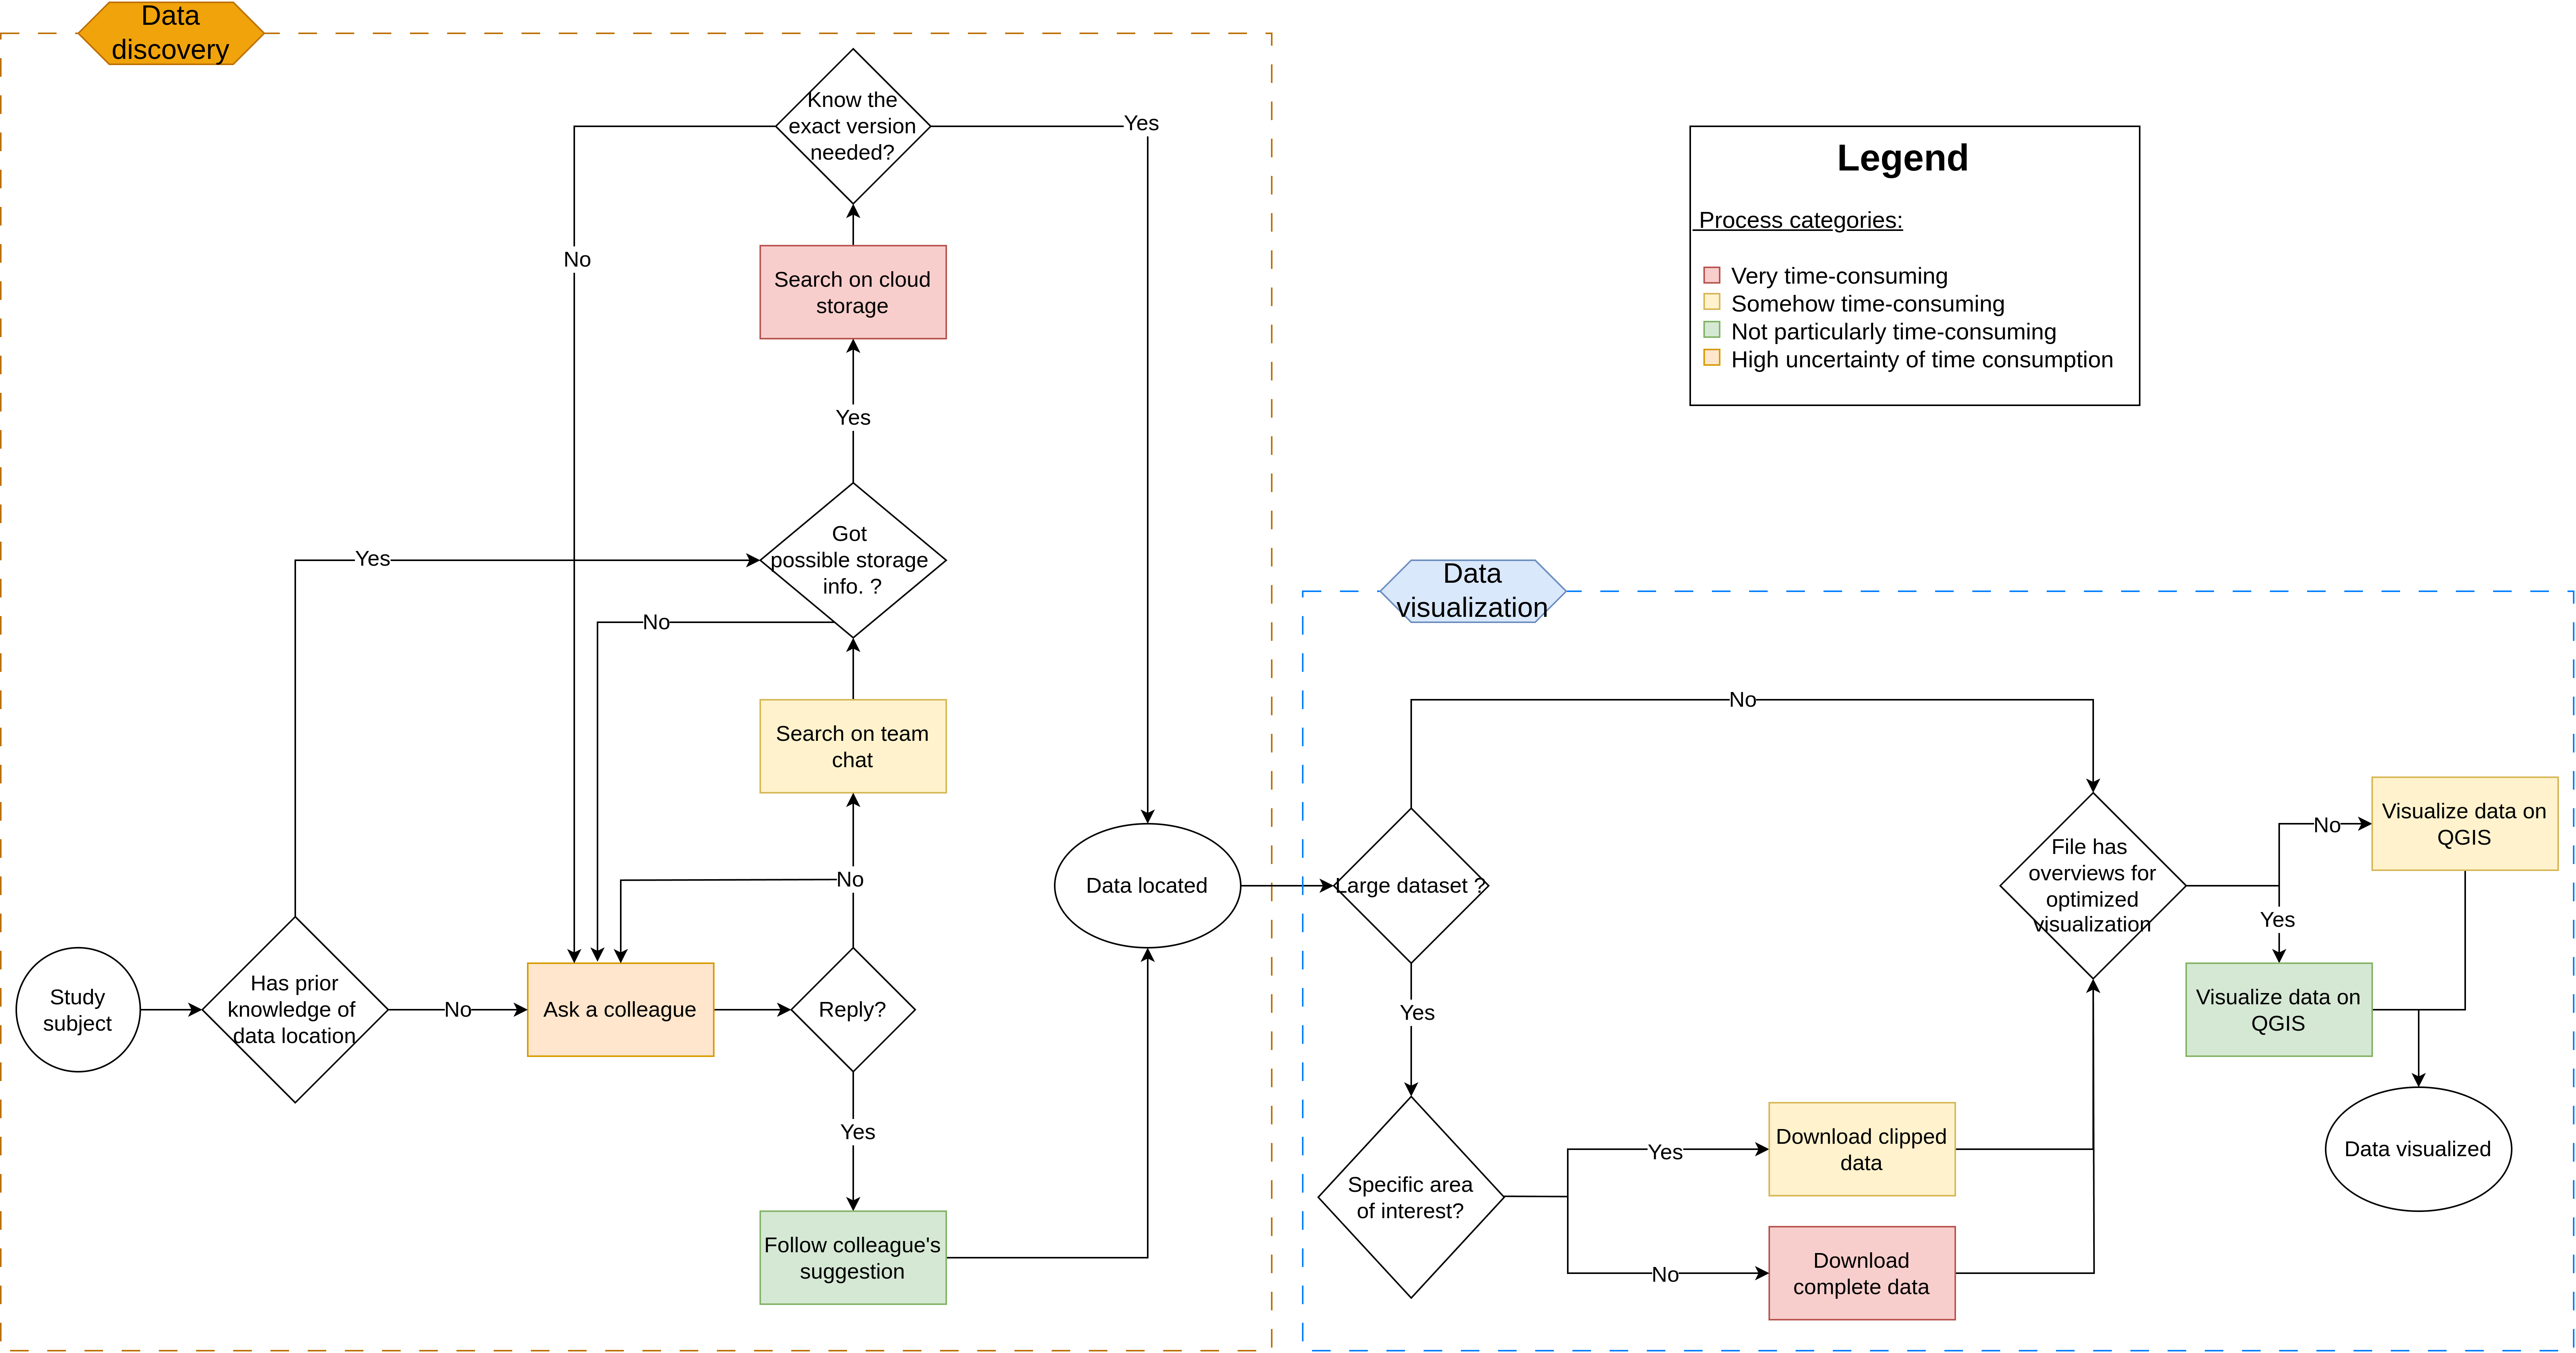 Data
discovery
Know the
exact version
needed?
Yes
No
Search on cloud
storage
Yes
Got
possible storage
info. ?
Yes
No
Search on team
chat
No
Study
subject
Has prior
knowledge of
data location
No
Ask a colleague
Reply?
Yes
Follow colleague's
suggestion
Data located
Legend
Process categories:
Very time-consuming
Somehow time-consuming
Not particularly time-consuming
High uncertainty of time consumption
Data
visualization
No
Large dataset ?
Yes
Specific area
of interest?
Yes
No
Download clipped
data
Download
complete data
File has
overviews for
optimized
visualization
No
Yes
Visualize data on
QGIS
Visualize data on
QGIS
Data visualized